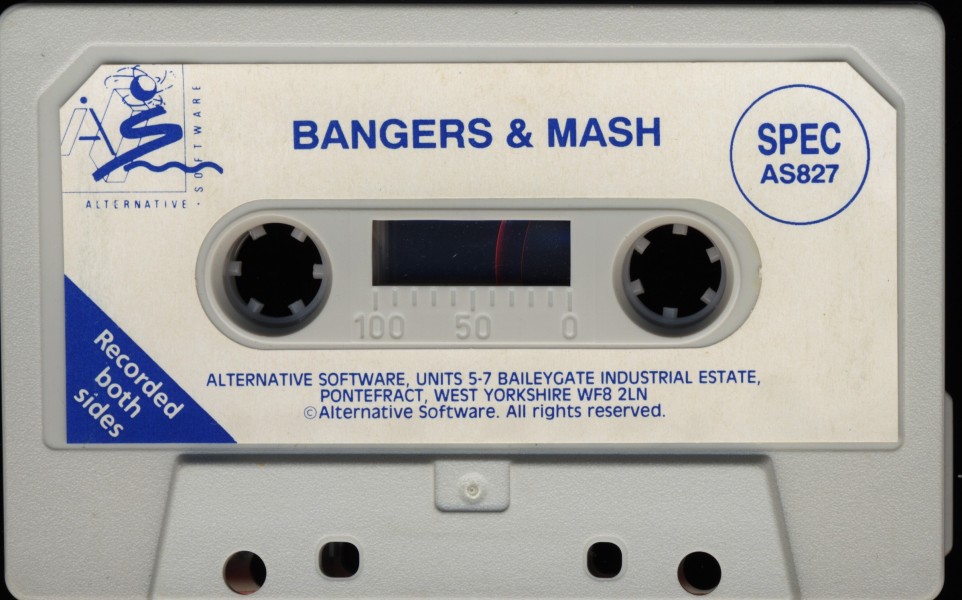 AS
SOFTWARE
ALTERNATIVE
BANGERS & MASH
SPEC
AS827
100 50 0
Recorded
both
sides
ALTERNATIVE SOFTWARE, UNITS 5-7 BAILEYGATE INDUSTRIAL ESTATE,
PONTEFRACT, WEST YORKSHIRE WF8 2LN
©Alternative Software. All rights reserved.